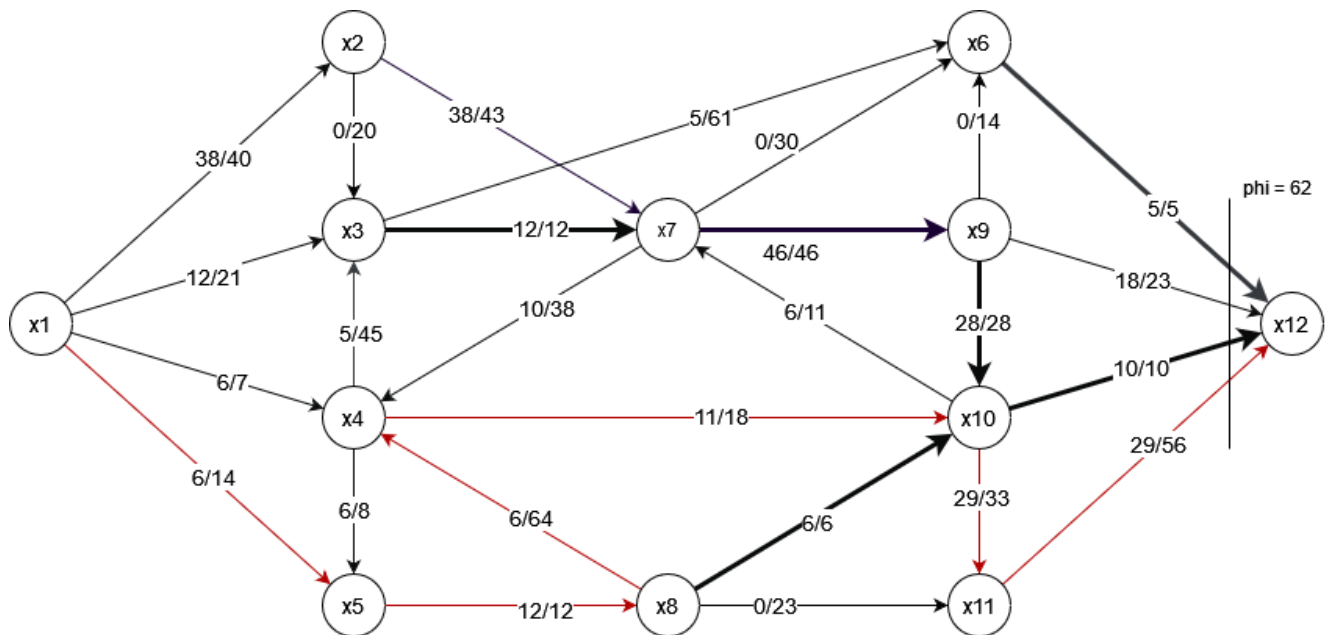 x2
x6
38/43
5/61
0/20
0/30
0/14
38/40
phi = 62
5/5
x3
12/12
x7
46/46
x9
12/21
10/38
6/11
18/23
x1
5/45
28/28
x12
6/7
10/10
x4
11/18
x10
29/56
6/14
6/8
6/64
6/6
29/33
x5
12/12
x8
0/23
x11